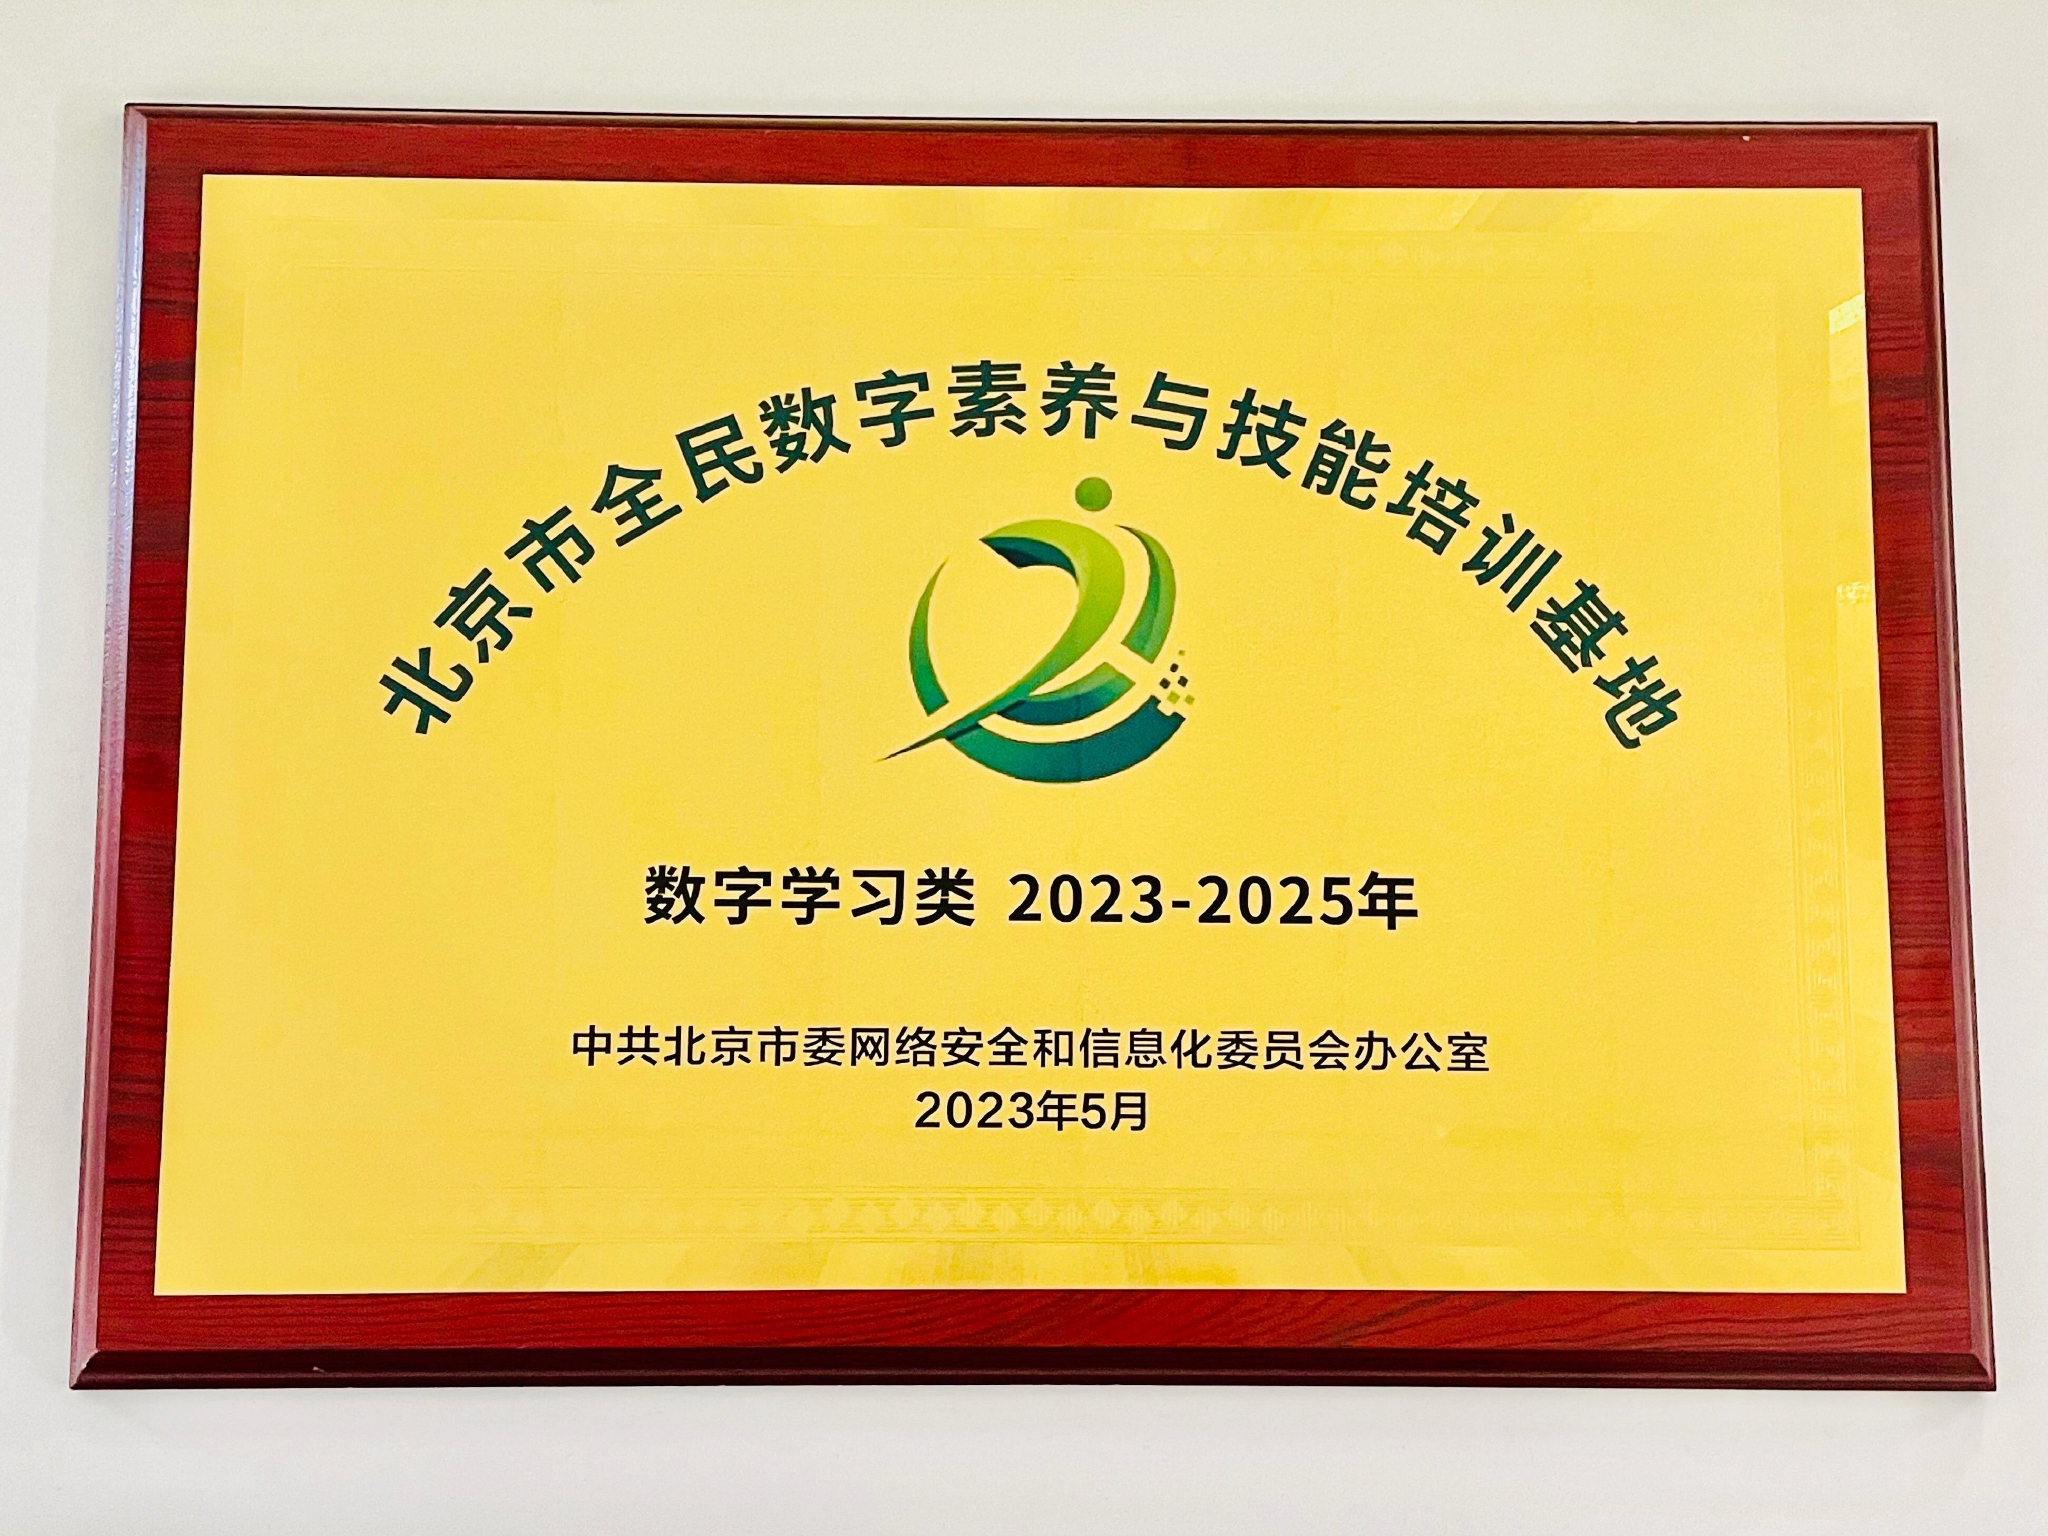 北京市全民数字素养与技能培训基地
数字学习类 2023-2025年
中共北京市委网络安全和信息化委员会办公室
2023年5月